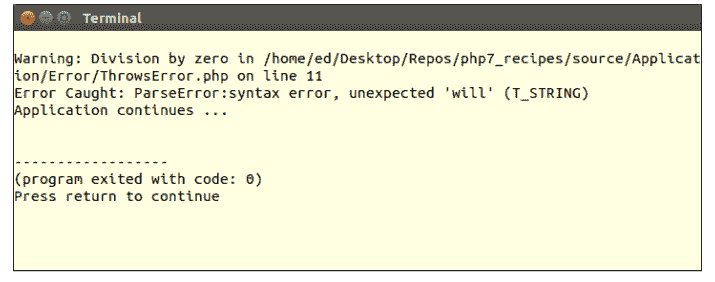 Terminal
Warning: Division by zero in /home/ed/Desktop/Repos/php7_recipes/source/Applicat
ion/Error/ThrowsError.php on line 11
Error Caught: ParseError:syntax error, unexpected 'will' (T_STRING)
Application continues ...
------------------
(program exited with code: 0)
Press return to continue